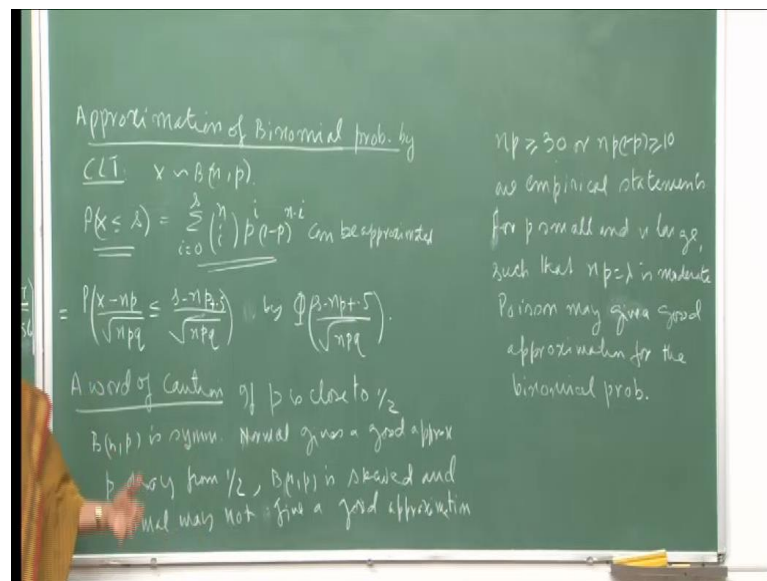 Approximation of Binomial prob. by
CLT. X ~ B(n, p).
P(X ≤ s) = Σ_{i=0}^{s} (n i) p^i (1-p)^{n-i} can be approximated
= P( (X-np)/√npq ≤ (s-np+.5)/√npq ) by Φ( (s-np+.5)/√npq ).
A word of Caution If p is close to 1/2
B(n,p) is symm. Normal gives a good approx
p away from 1/2, B(n,p) is skewed and
may not give a good approximation
np ≥ 30 or np(1-p) ≥ 10
are empirical statements
for p small and n large,
such that np=λ is moderate
Poison may give a good
approximation for the
binomial prob.